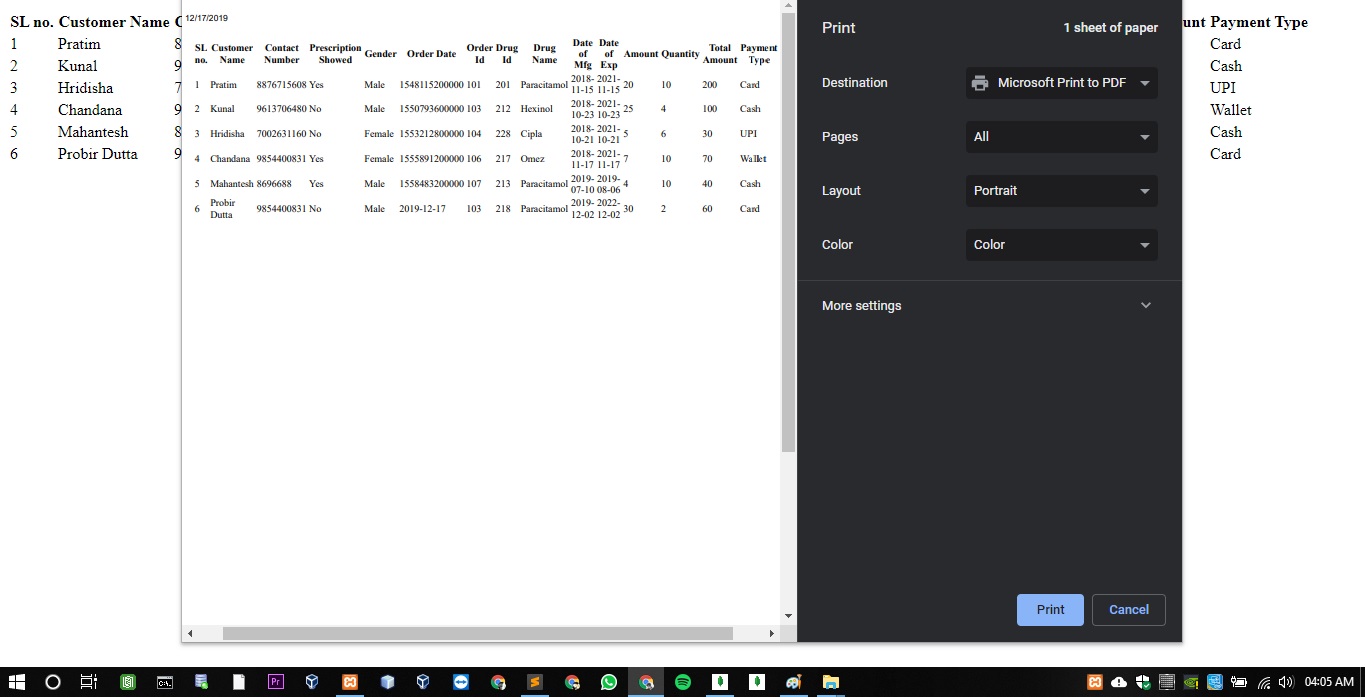 SL no. Customer Name
1 Pratim 8
2 Kunal 9
3 Hridisha 7
4 Chandana 9
5 Mahantesh 8
6 Probir Dutta 9
12/17/2019
SL no. Customer Name Contact Number Prescription Showed Gender Order Date Order Id Drug Id Drug Name Date of Mfg Date of Exp Amount Quantity Total Amount Payment Type
1 Pratim 8876715608 Yes Male 1548115200000 101 201 Paracitamol 2018-11-15 2021-11-15 20 10 200 Card
2 Kunal 9613706480 No Male 1550793600000 103 212 Hexinol 2018-10-23 2021-10-23 25 4 100 Cash
3 Hridisha 7002631160 No Female 1553212800000 104 228 Cipla 2018-10-21 2021-10-21 5 6 30 UPI
4 Chandana 9854400831 Yes Female 1555891200000 106 217 Omez 2018-11-17 2021-11-17 7 10 70 Wallet
5 Mahantesh 8696688 Yes Male 1558483200000 107 213 Paracitamol 2019-07-10 2019-08-06 4 10 40 Cash
6 Probir Dutta 9854400831 No Male 2019-12-17 103 218 Paracitamol 2019-12-02 2022-12-02 30 2 60 Card
Print 1 sheet of paper
Destination Microsoft Print to PDF
Pages All
Layout Portrait
Color Color
More settings
Print Cancel
unt Payment Type
Card
Cash
UPI
Wallet
Cash
Card
Pr
04:05 AM